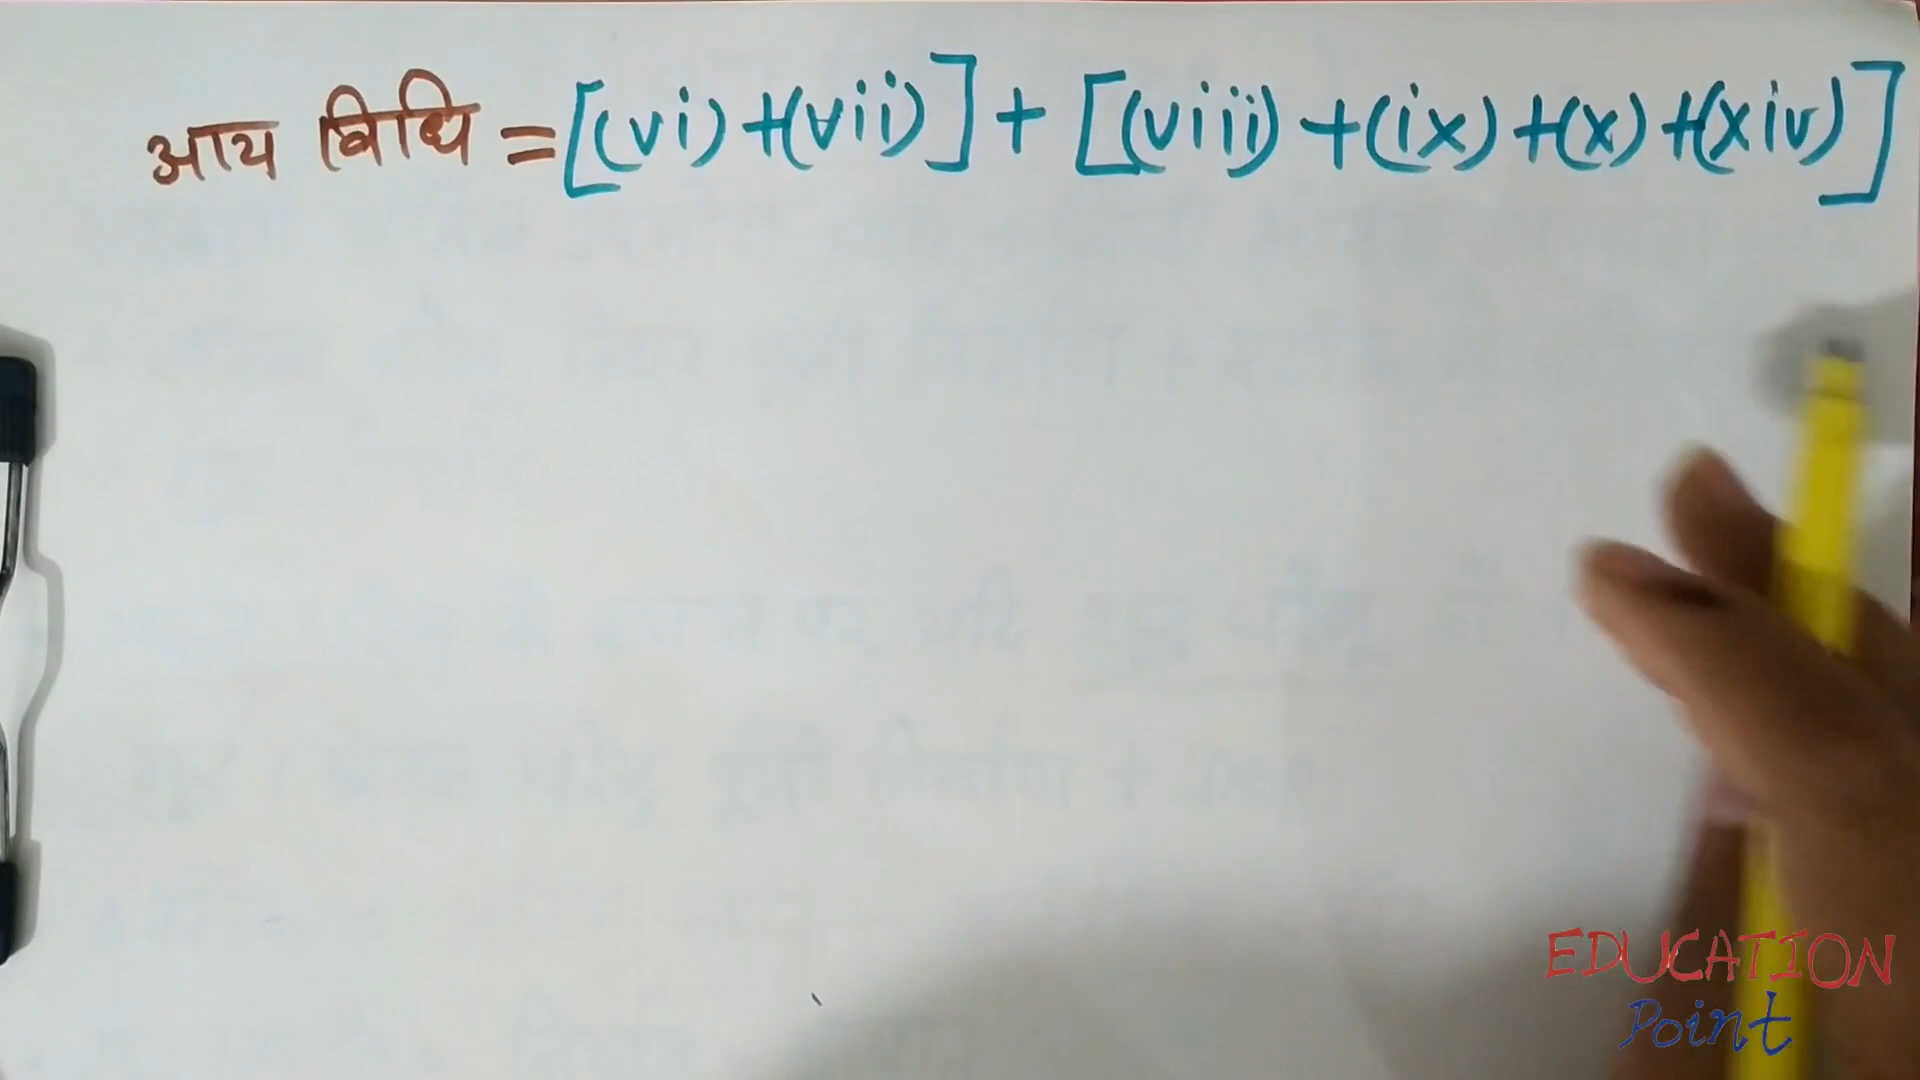 आय विधि = [(vi) + (vii)] + [(viii) + (ix) + (x) + (xiv)]
EDUCATION
Point